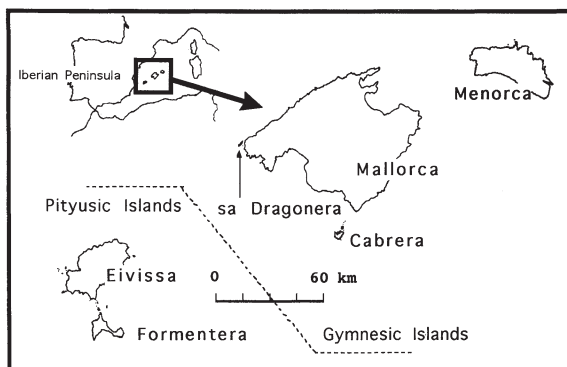 Iberian Peninsula
Menorca
Mallorca
Pityusic Islands
sa Dragonera
Cabrera
Eivissa
0 60 km
Formentera
Gymnesic Islands